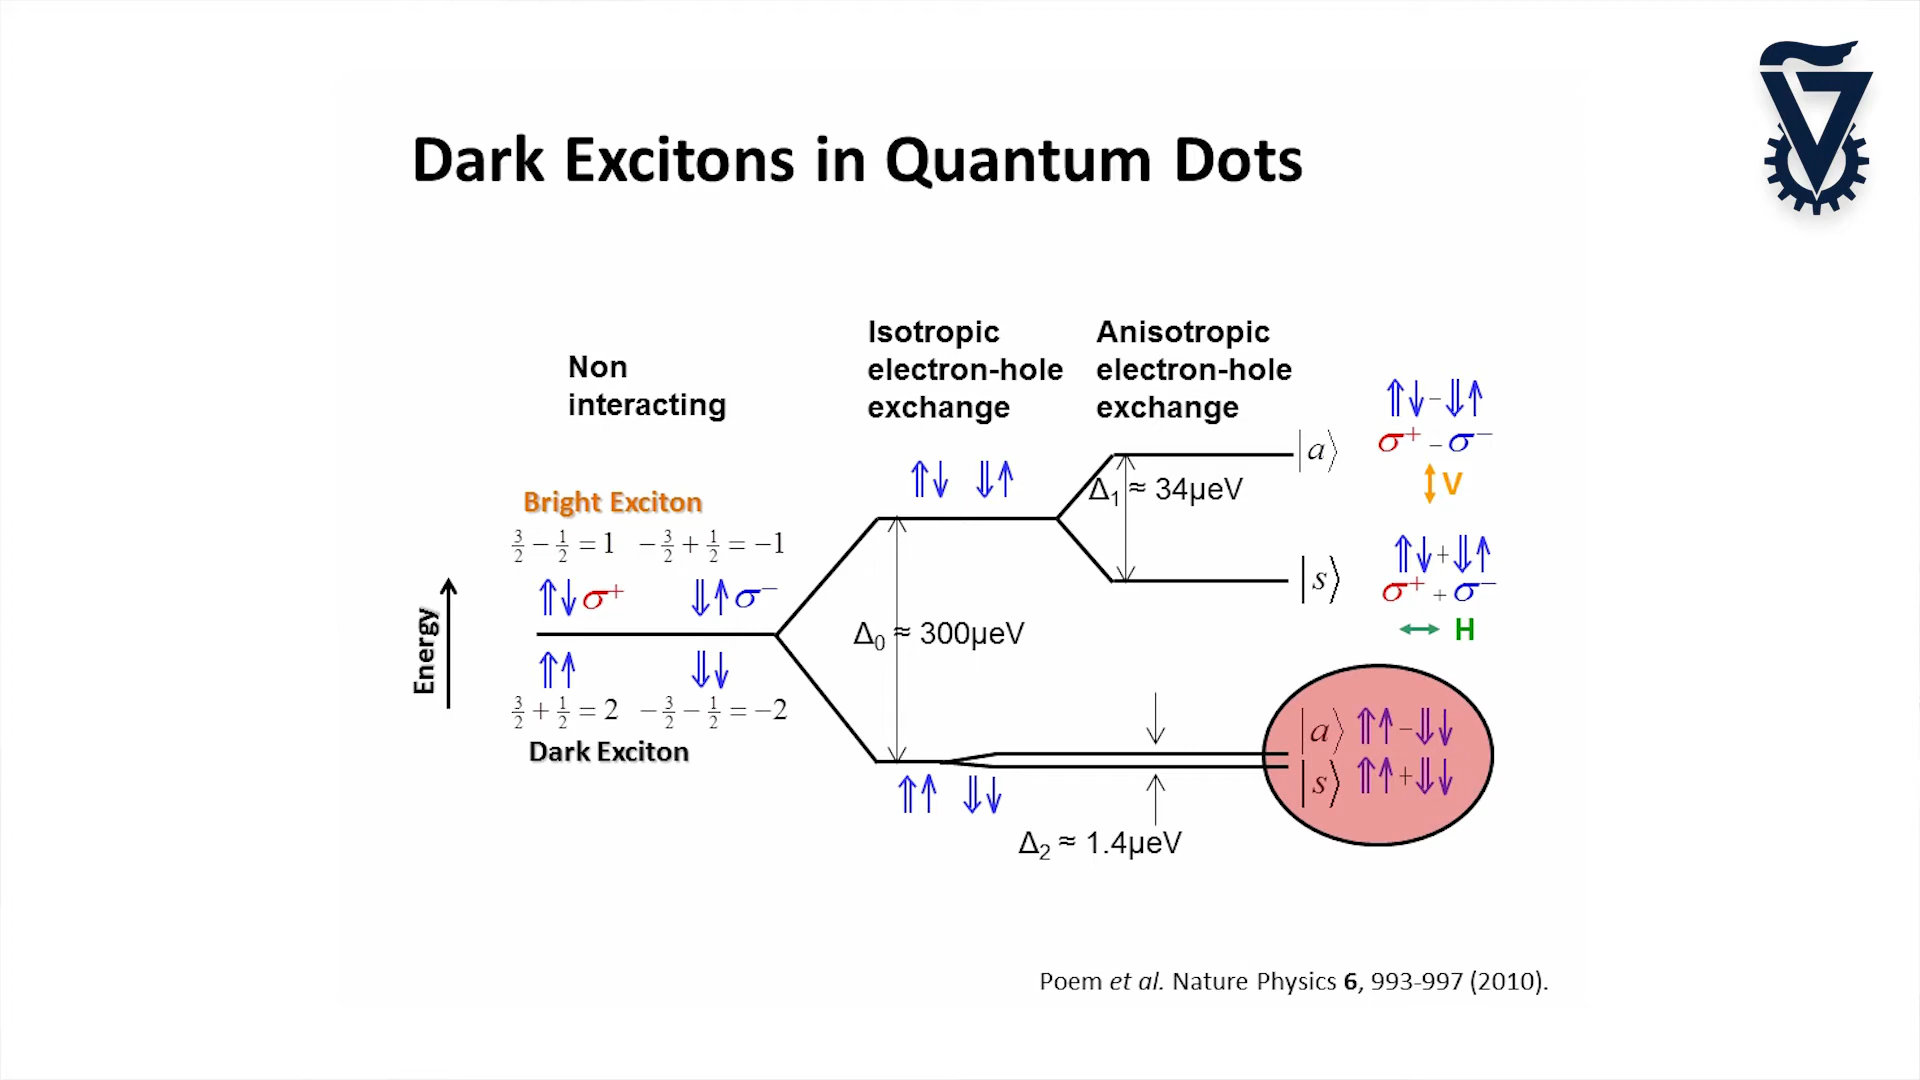 Dark Excitons in Quantum Dots
Non
interacting
Isotropic
electron-hole
exchange
Anisotropic
electron-hole
exchange
⇑↓ − ⇓↑
σ⁺ − σ⁻
V
|a⟩
⇑↓ ⇓↑
Δ₁ ≈ 34µeV
Bright Exciton
3/2 − 1/2 = 1 −3/2 + 1/2 = −1
⇑↓σ⁺ ⇓↑σ⁻
|s⟩
⇑↓ + ⇓↑
σ⁺ + σ⁻
H
Energy
Δ₀ ≈ 300µeV
⇑↑ ⇓↓
3/2 + 1/2 = 2 −3/2 − 1/2 = −2
Dark Exciton
|a⟩ ⇑↑ − ⇓↓
|s⟩ ⇑↑ + ⇓↓
⇑↑ ⇓↓
Δ₂ ≈ 1.4µeV
Poem et al. Nature Physics 6, 993-997 (2010).